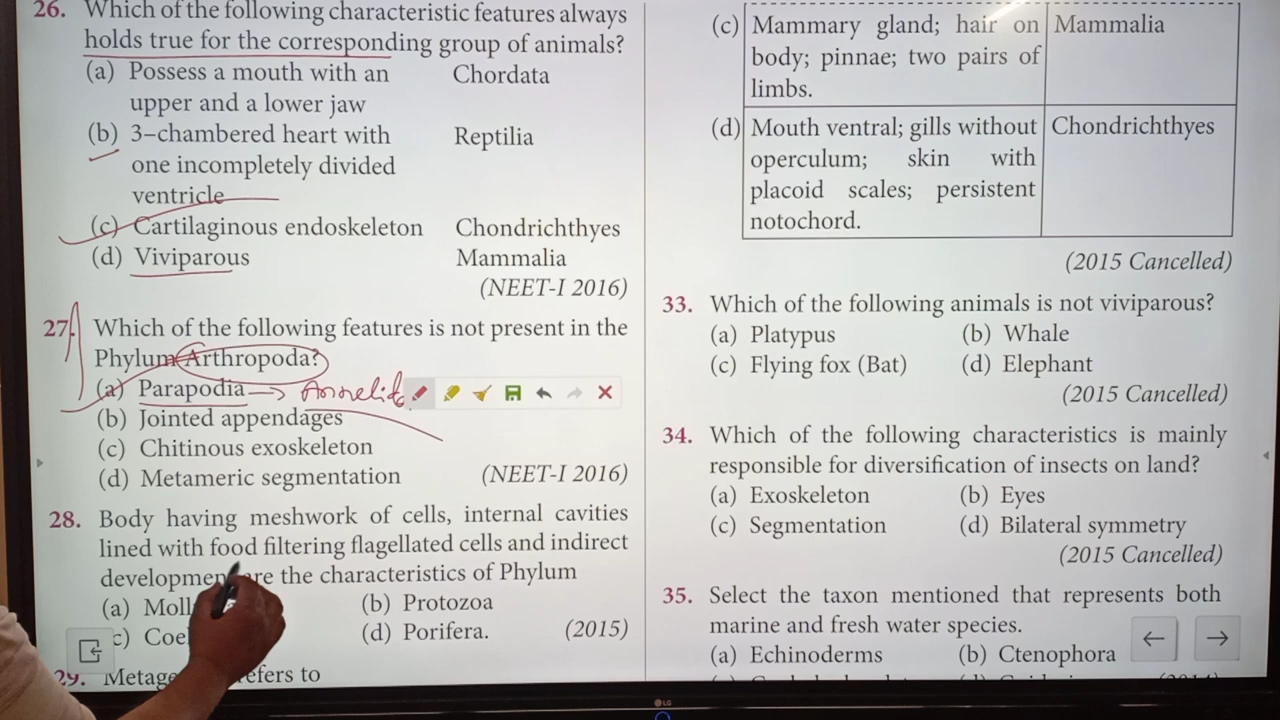 26. Which of the following characteristic features always
holds true for the corresponding group of animals?
(a) Possess a mouth with an Chordata
upper and a lower jaw
(b) 3–chambered heart with Reptilia
one incompletely divided
ventricle
(c) Cartilaginous endoskeleton Chondrichthyes
(d) Viviparous Mammalia
(NEET-I 2016)
27. Which of the following features is not present in the
Phylum Arthropoda?
(a) Parapodia → Annelida
(b) Jointed appendages
(c) Chitinous exoskeleton
(d) Metameric segmentation (NEET-I 2016)
28. Body having meshwork of cells, internal cavities
lined with food filtering flagellated cells and indirect
development are the characteristics of Phylum
(a) Moll
(b) Protozoa
c) Coe
(d) Porifera. (2015)
29. Metage efers to
(c) Mammary gland; hair on Mammalia
body; pinnae; two pairs of
limbs.
(d) Mouth ventral; gills without Chondrichthyes
operculum; skin with
placoid scales; persistent
notochord.
(2015 Cancelled)
33. Which of the following animals is not viviparous?
(a) Platypus (b) Whale
(c) Flying fox (Bat) (d) Elephant
(2015 Cancelled)
34. Which of the following characteristics is mainly
responsible for diversification of insects on land?
(a) Exoskeleton (b) Eyes
(c) Segmentation (d) Bilateral symmetry
(2015 Cancelled)
35. Select the taxon mentioned that represents both
marine and fresh water species.
(a) Echinoderms (b) Ctenophora
LG